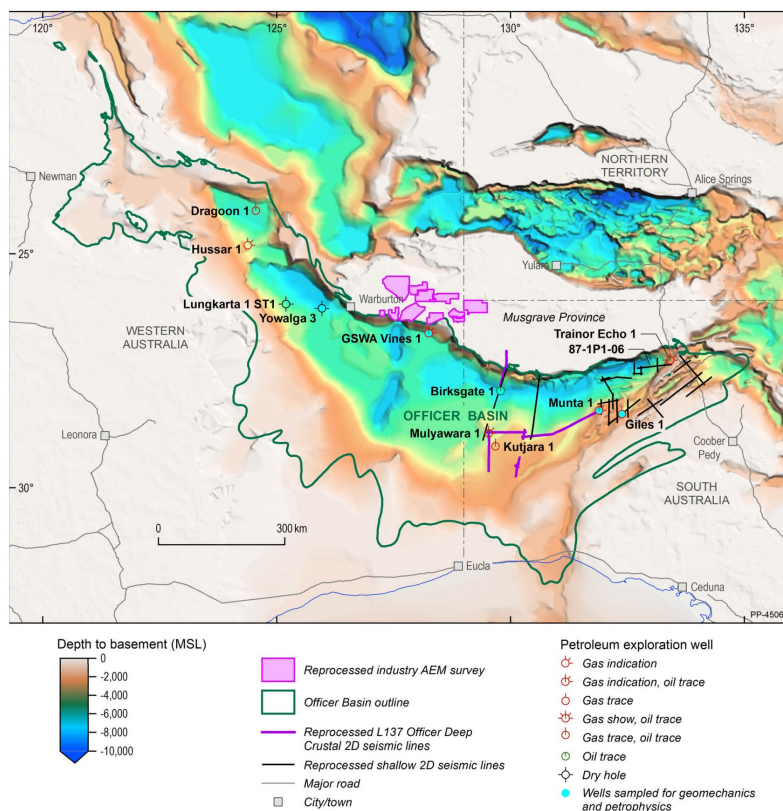 120°
125°
130°
135°
NORTHERN
TERRITORY
Newman
Alice Springs
Dragoon 1
25°
Hussar 1
Yulara
Lungkarta 1 ST1
Warburton
Yowalga 3
Musgrave Province
WESTERN
AUSTRALIA
GSWA Vines 1
Trainor Echo 1
87-1P1-06
Birksgate 1
Munta 1
OFFICER BASIN
Giles 1
Leonora
Mulyawara 1
Kutjara 1
Coober
Pedy
30°
SOUTH
AUSTRALIA
0
300 km
Eucla
Ceduna
PP-4506
Depth to basement (MSL)
0
-2,000
-4,000
-6,000
-8,000
-10,000
Reprocessed industry AEM survey
Officer Basin outline
Reprocessed L137 Officer Deep
Crustal 2D seismic lines
Reprocessed shallow 2D seismic lines
Major road
City/town
Petroleum exploration well
Gas indication
Gas indication, oil trace
Gas trace
Gas show, oil trace
Gas trace, oil trace
Oil trace
Dry hole
Wells sampled for geomechanics
and petrophysics